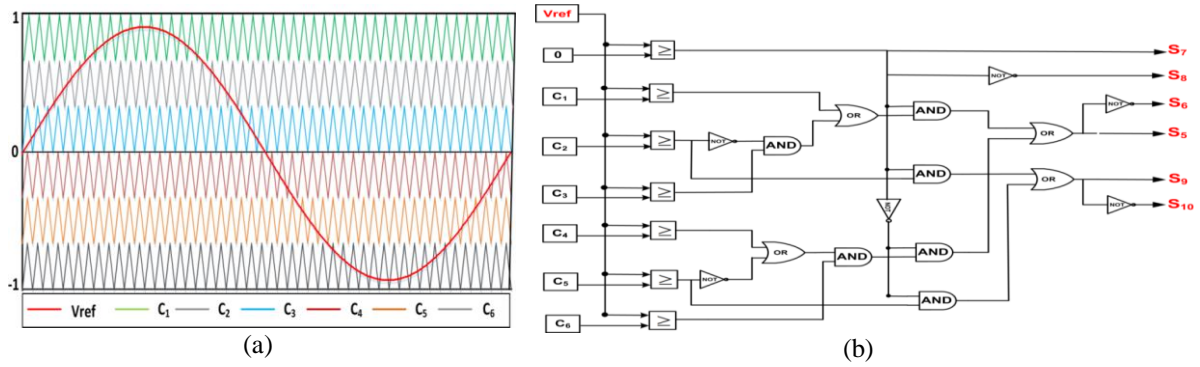 1
0
-1
Vref C₁ C₂ C₃ C₄ C₅ C₆
(a)
Vref
0
≥
S₇
NOT
S₈
C₁
≥
OR
AND
NOT
S₆
C₂
≥
NOT
AND
OR
S₅
C₃
≥
AND
OR
S₉
NOT
S₁₀
C₄
≥
NOT
OR
AND
AND
C₅
≥
NOT
AND
C₆
≥
(b)